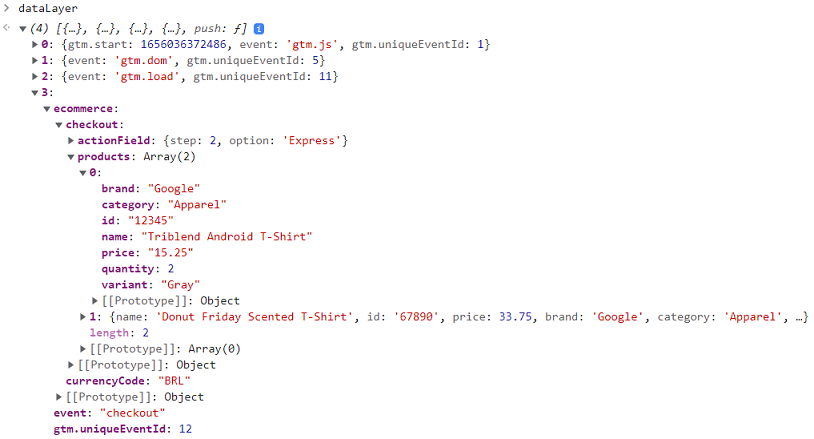 dataLayer
(4) [{…}, {…}, {…}, {…}, push: ƒ] i
0: {gtm.start: 1656036372486, event: 'gtm.js', gtm.uniqueEventId: 1}
1: {event: 'gtm.dom', gtm.uniqueEventId: 5}
2: {event: 'gtm.load', gtm.uniqueEventId: 11}
3:
ecommerce:
checkout:
actionField: {step: 2, option: 'Express'}
products: Array(2)
0:
brand: "Google"
category: "Apparel"
id: "12345"
name: "Triblend Android T-Shirt"
price: "15.25"
quantity: 2
variant: "Gray"
[[Prototype]]: Object
1: {name: 'Donut Friday Scented T-Shirt', id: '67890', price: 33.75, brand: 'Google', category: 'Apparel', …}
length: 2
[[Prototype]]: Array(0)
[[Prototype]]: Object
currencyCode: "BRL"
[[Prototype]]: Object
event: "checkout"
gtm.uniqueEventId: 12